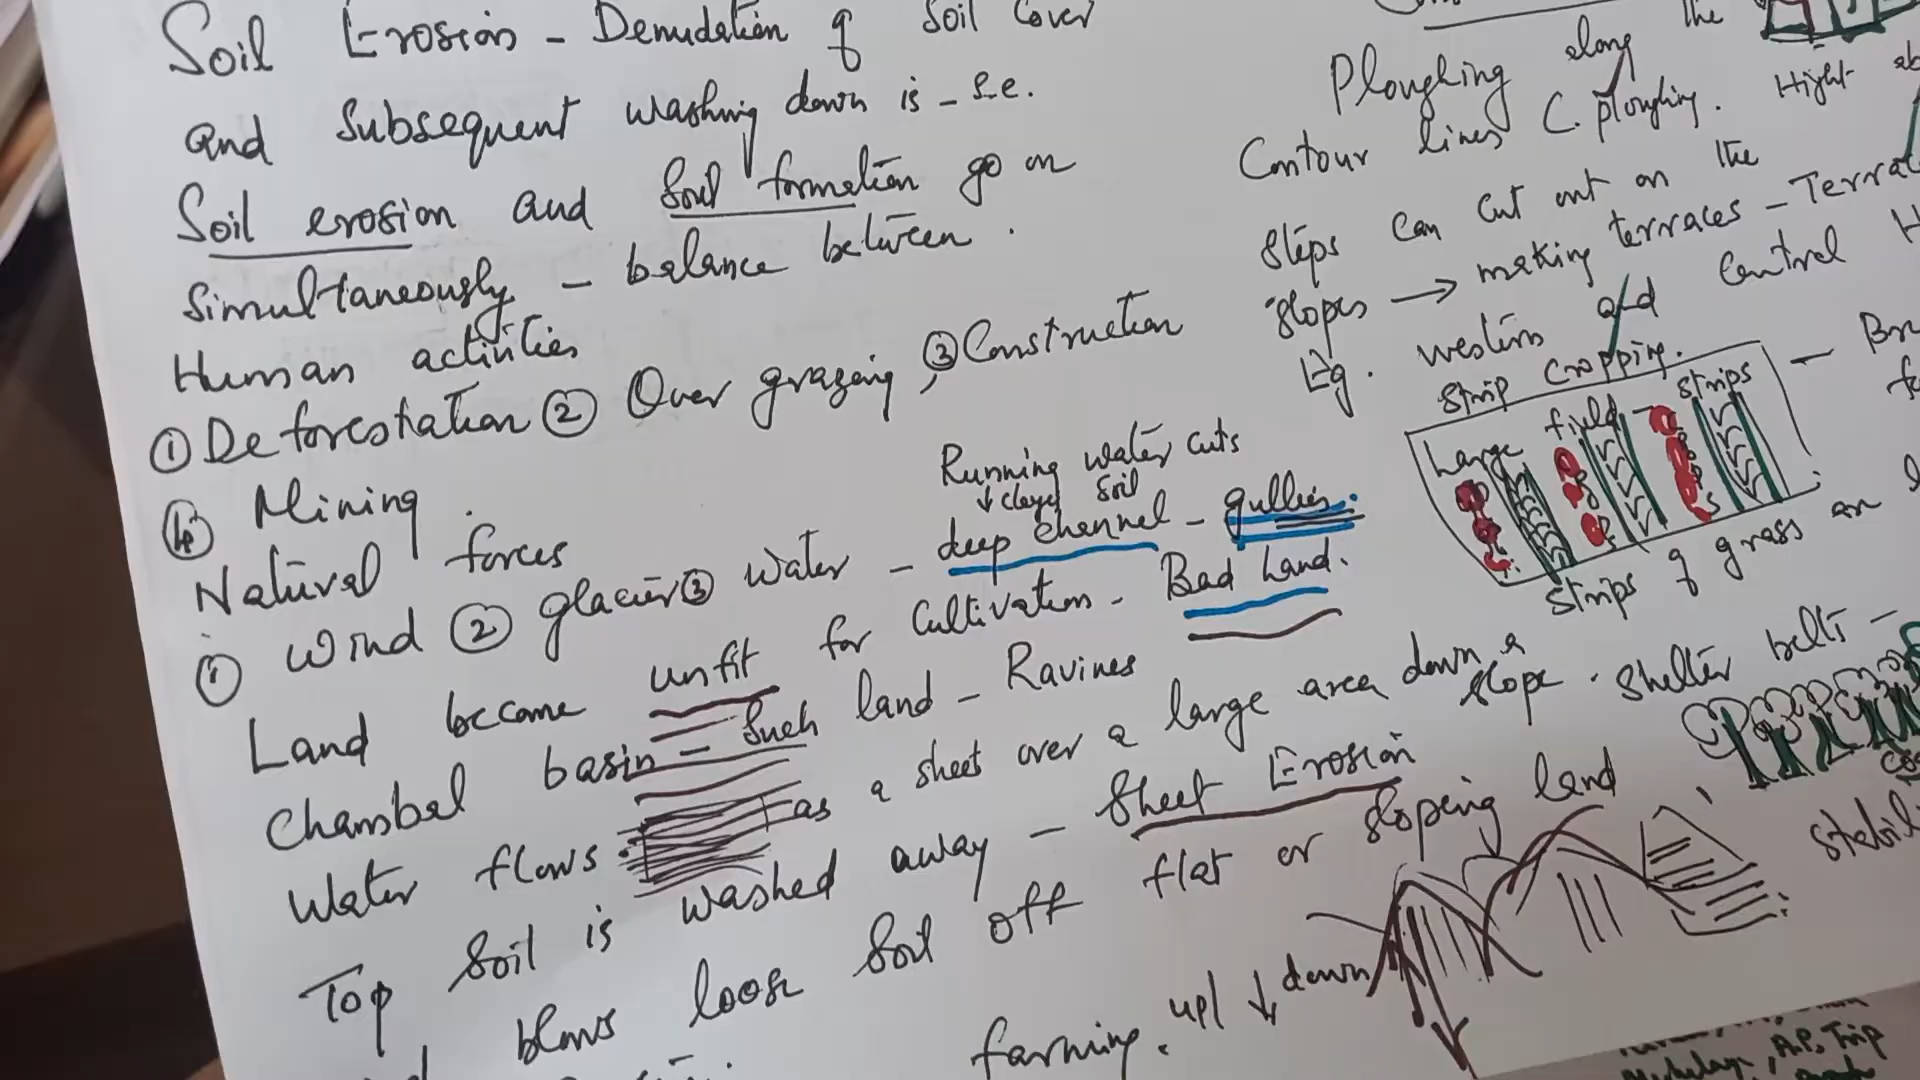 Soil Erosion - Denudation of Soil Cover
and subsequent washing down is - S.e.
Soil erosion and Soil formation go on
simultaneously - balance between.
Human activities
① Deforestation ② Over grazing, ③ Construction
④ Mining
Natural forces
① Wind ② glacier ③ Water - deep channel - gullies.
Running water cuts
↓ clayey soil
Land become unfit for Cultivation - Bad Land.
Chambal basin - Such land - Ravines
Water flows as a sheet over a large area down a slope.
Top soil is washed away - Sheet Erosion
blows loose soil off flat or sloping land
farming. up ↓ down
Ploughing along the
Contour lines C. ploughing.
Steps can cut out on the
slopes → making terraces -
Eg. western and Central
Strip Cropping.
Large field - strips
Strips of grass
Shelter belts -
A.P, Trip